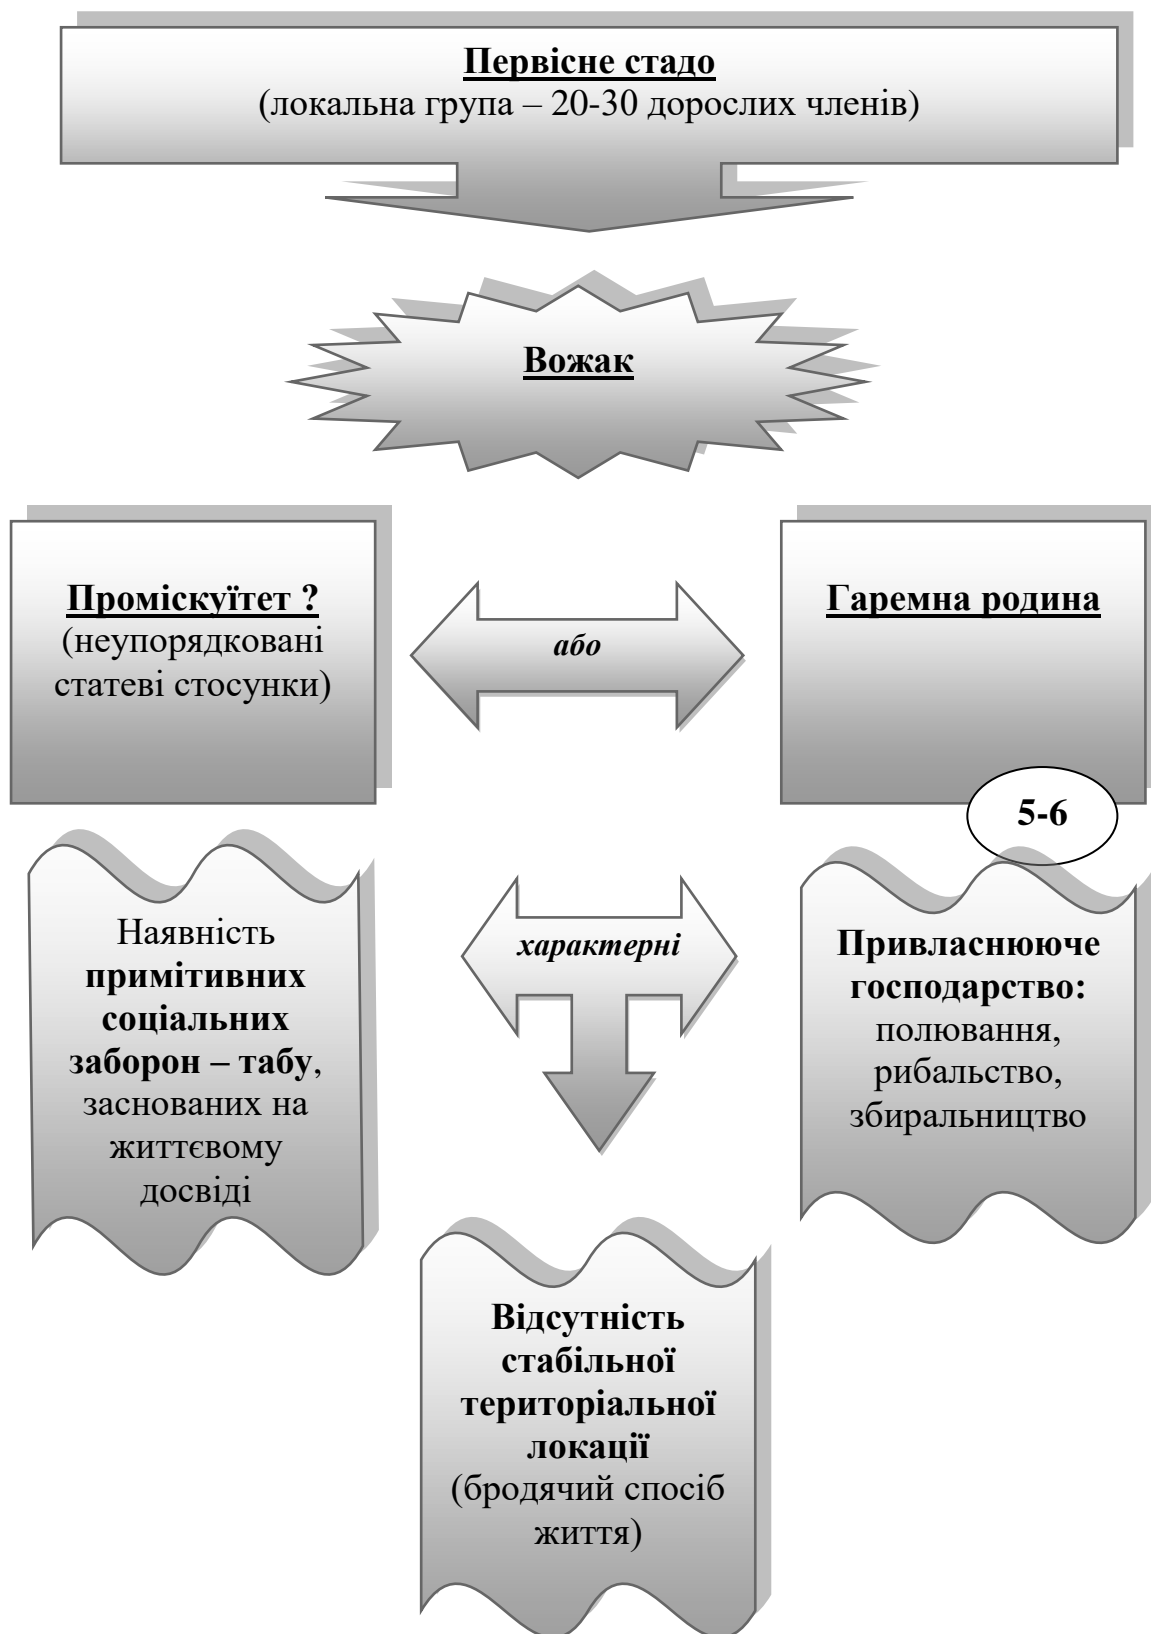 Первісне стадо
(локальна група – 20-30 дорослих членів)
Вожак
Проміскуїтет ?
(неупорядковані
статеві стосунки)
або
Гаремна родина
5-6
Наявність
примітивних
соціальних
заборон – табу,
заснованих на
життєвому
досвіді
характерні
Привласнююче
господарство:
полювання,
рибальство,
збиральництво
Відсутність
стабільної
територіальної
локації
(бродячий спосіб
життя)